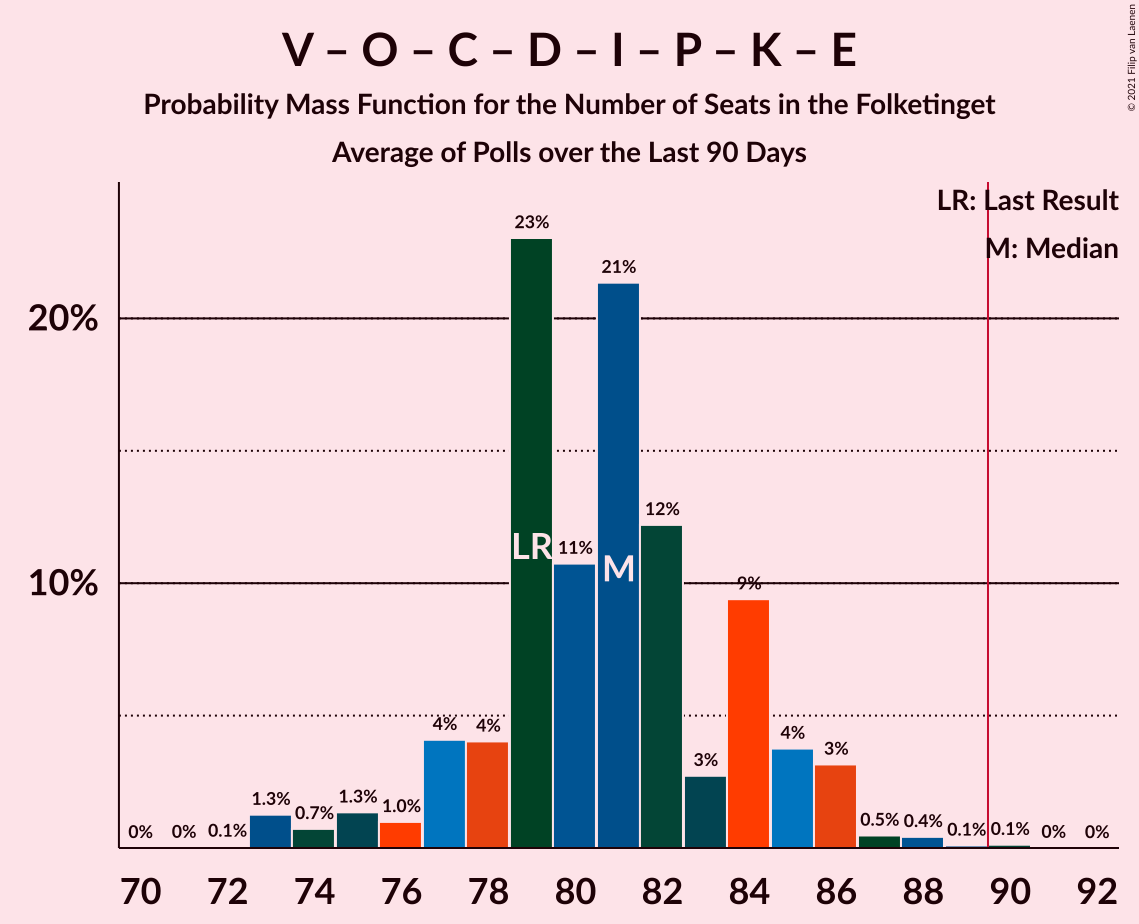 V – O – C – D – I – P – K – E
Probability Mass Function for the Number of Seats in the Folketinget
Average of Polls over the Last 90 Days
© 2021 Filip van Laenen
LR: Last Result
M: Median
20%
10%
0%
0%
0.1%
1.3%
0.7%
1.3%
1.0%
4%
4%
23%
11%
21%
12%
3%
9%
4%
3%
0.5%
0.4%
0.1%
0.1%
0%
0%
LR
M
70 72 74 76 78 80 82 84 86 88 90 92